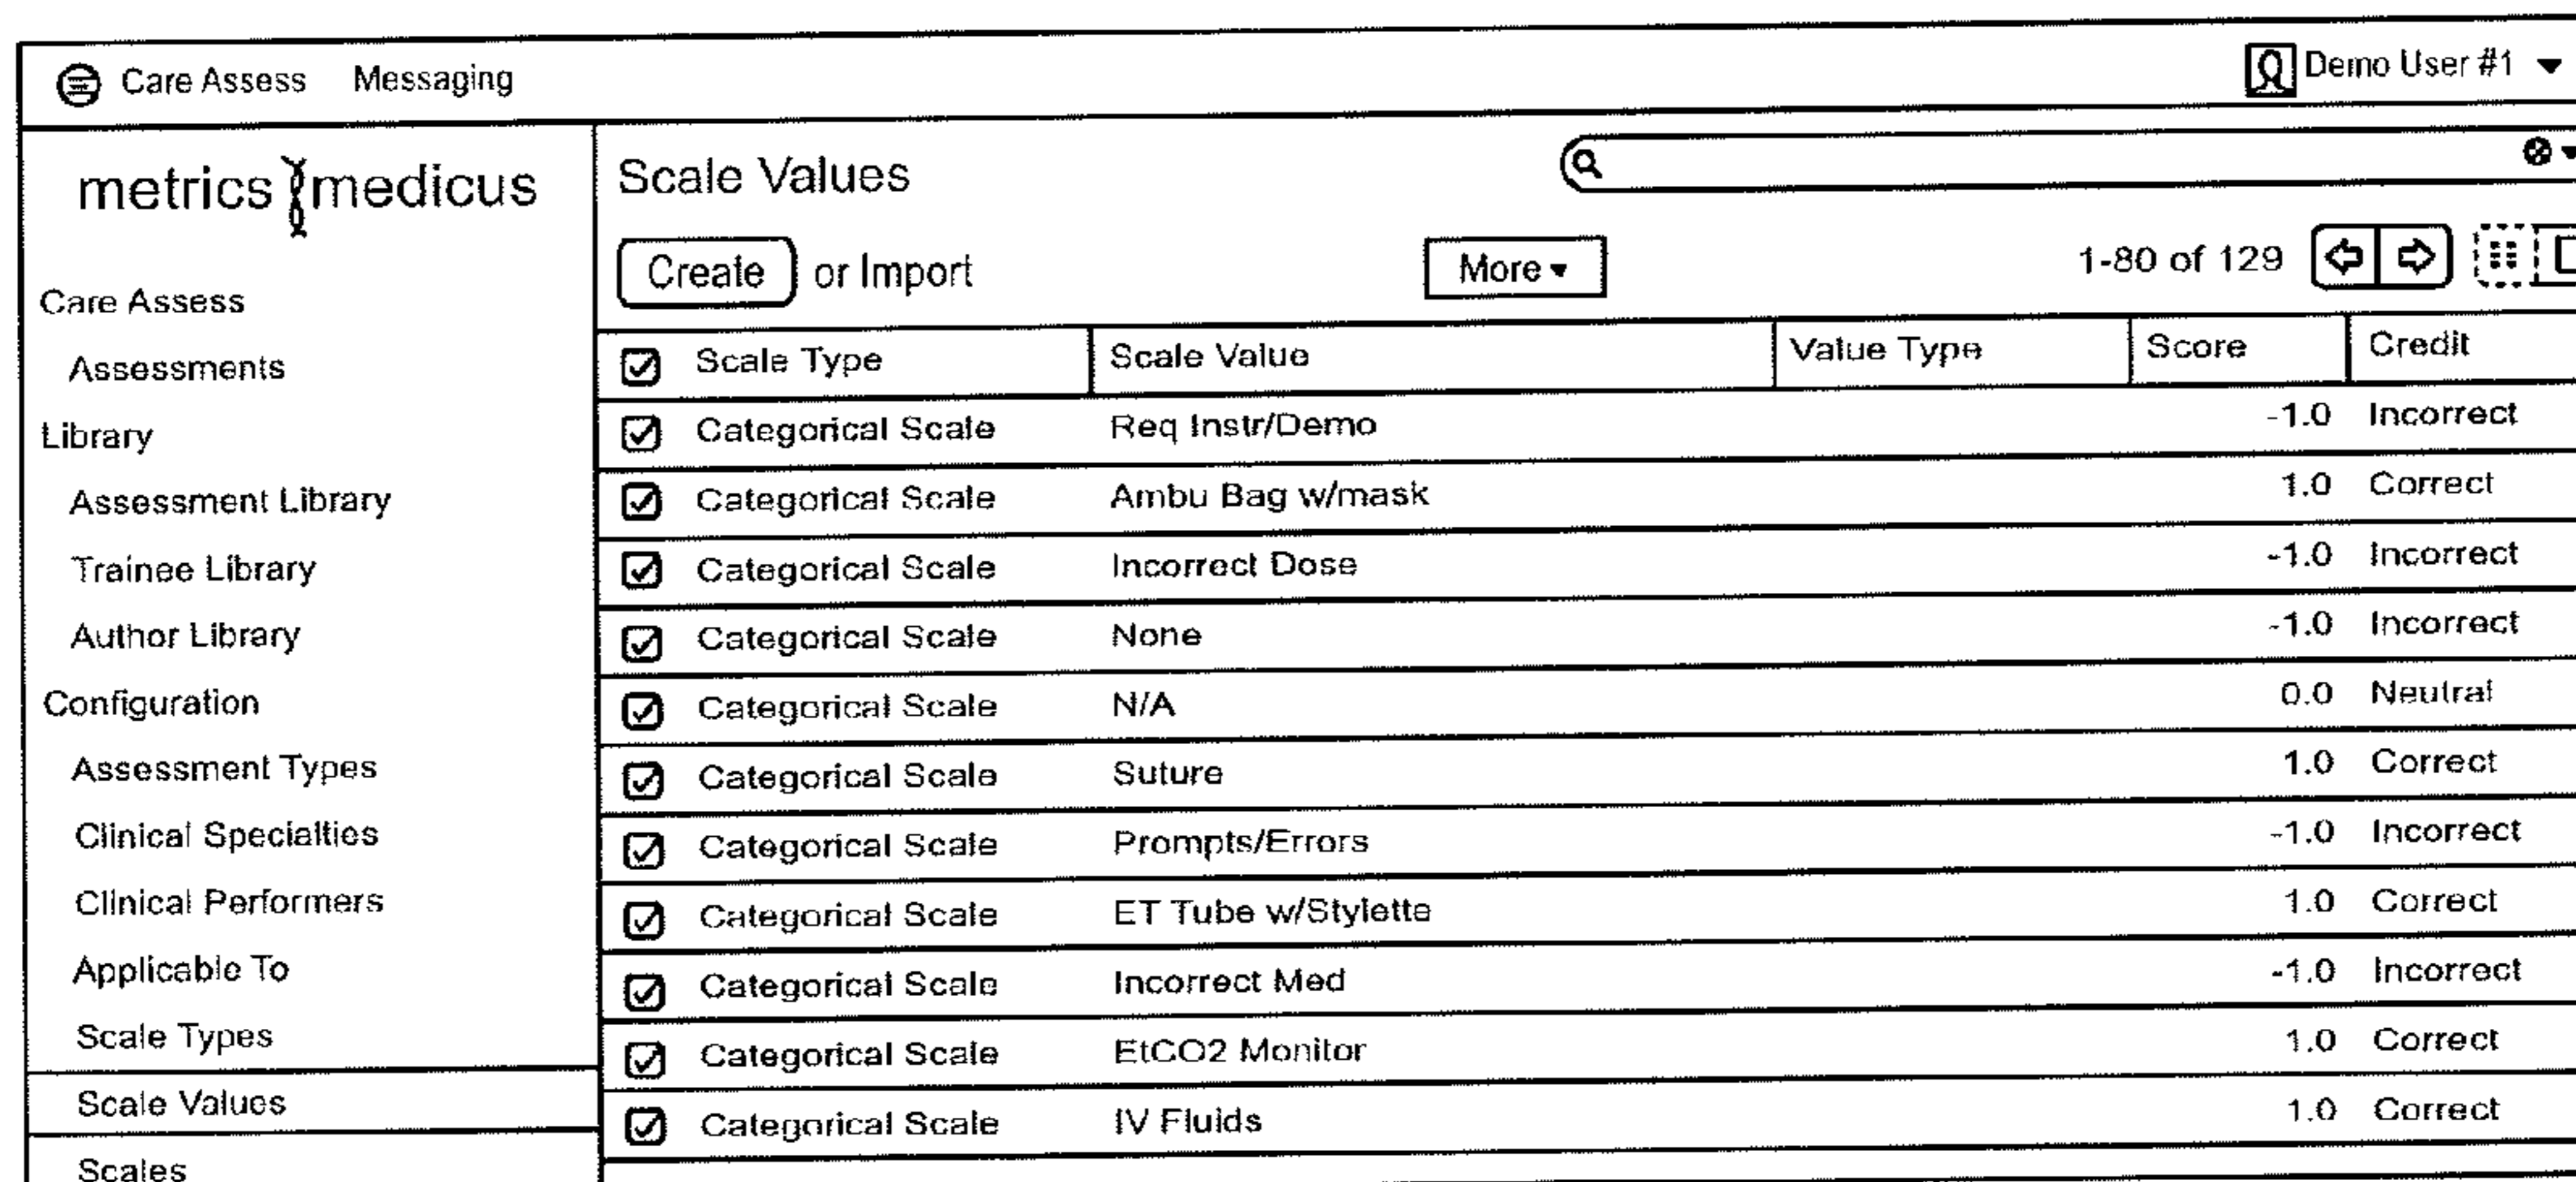 Care Assess Messaging Demo User #1
metrics medicus
Care Assess
Assessments
Library
Assessment Library
Trainee Library
Author Library
Configuration
Assessment Types
Clinical Specialties
Clinical Performers
Applicable To
Scale Types
Scale Values
Scales
Scale Values
Create or Import More 1-80 of 129
Scale Type Scale Value Value Type Score Credit
Categorical Scale Req Instr/Demo -1.0 Incorrect
Categorical Scale Ambu Bag w/mask 1.0 Correct
Categorical Scale Incorrect Dose -1.0 Incorrect
Categorical Scale None -1.0 Incorrect
Categorical Scale N/A 0.0 Neutral
Categorical Scale Suture 1.0 Correct
Categorical Scale Prompts/Errors -1.0 Incorrect
Categorical Scale ET Tube w/Stylette 1.0 Correct
Categorical Scale Incorrect Med -1.0 Incorrect
Categorical Scale EtCO2 Monitor 1.0 Correct
Categorical Scale IV Fluids 1.0 Correct